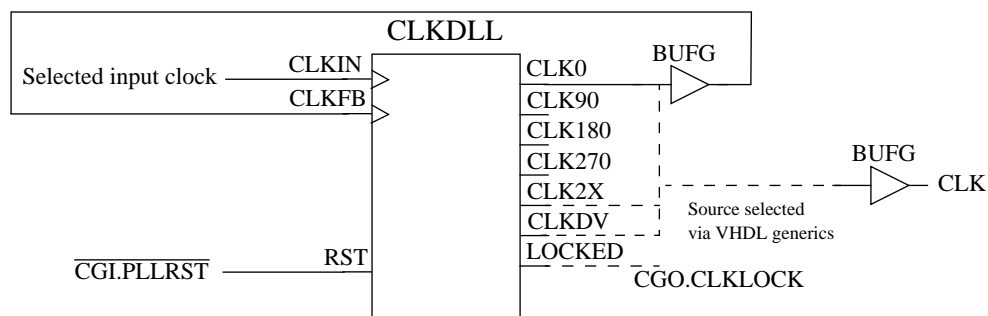 CLKDLL
BUFG
CLKIN
CLK0
Selected input clock
CLKFB
CLK90
CLK180
BUFG
CLK270
CLK2X
CLK
Source selected
via VHDL generics
CLKDV
RST
LOCKED
CGI.PLLRST
CGO.CLKLOCK